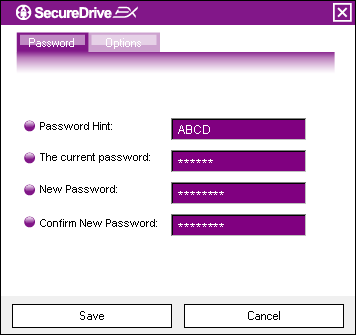 SecureDrive EX
Password Options
Password Hint: ABCD
The current password: ******
New Password: ********
Confirm New Password: ********
Save Cancel